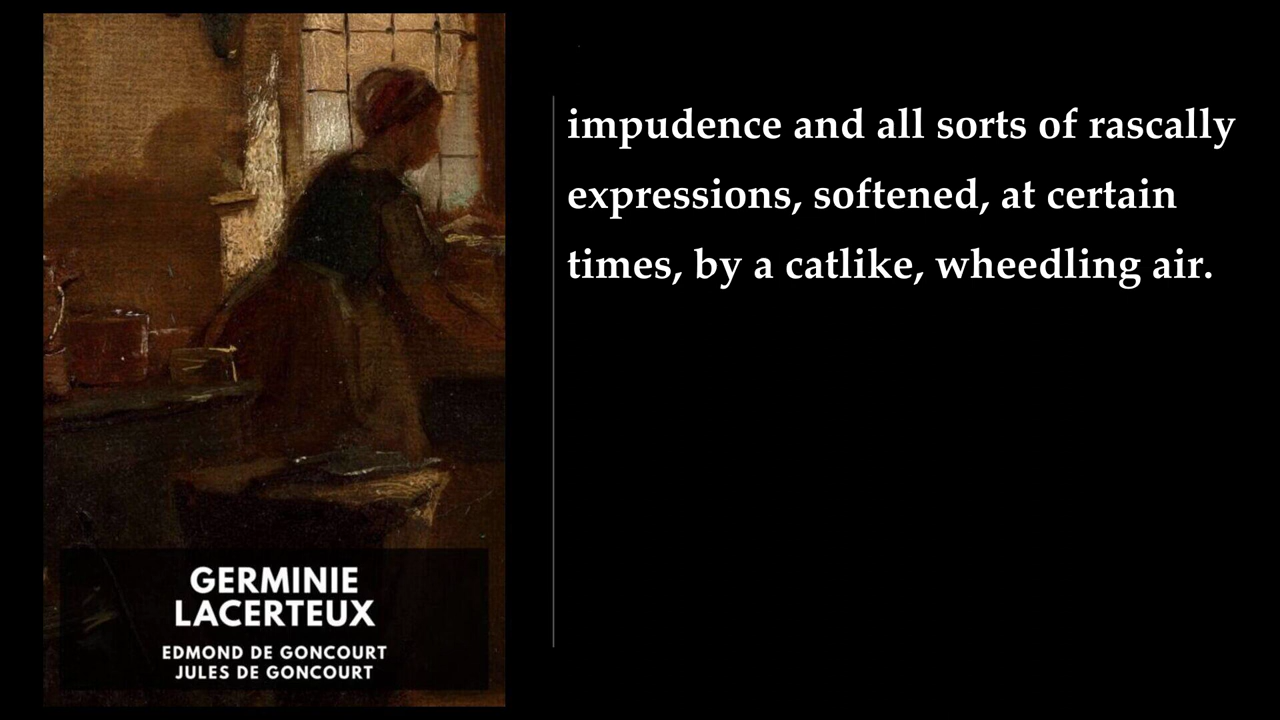 GERMINIE
LACERTEUX
EDMOND DE GONCOURT
JULES DE GONCOURT
impudence and all sorts of rascally
expressions, softened, at certain
times, by a catlike, wheedling air.